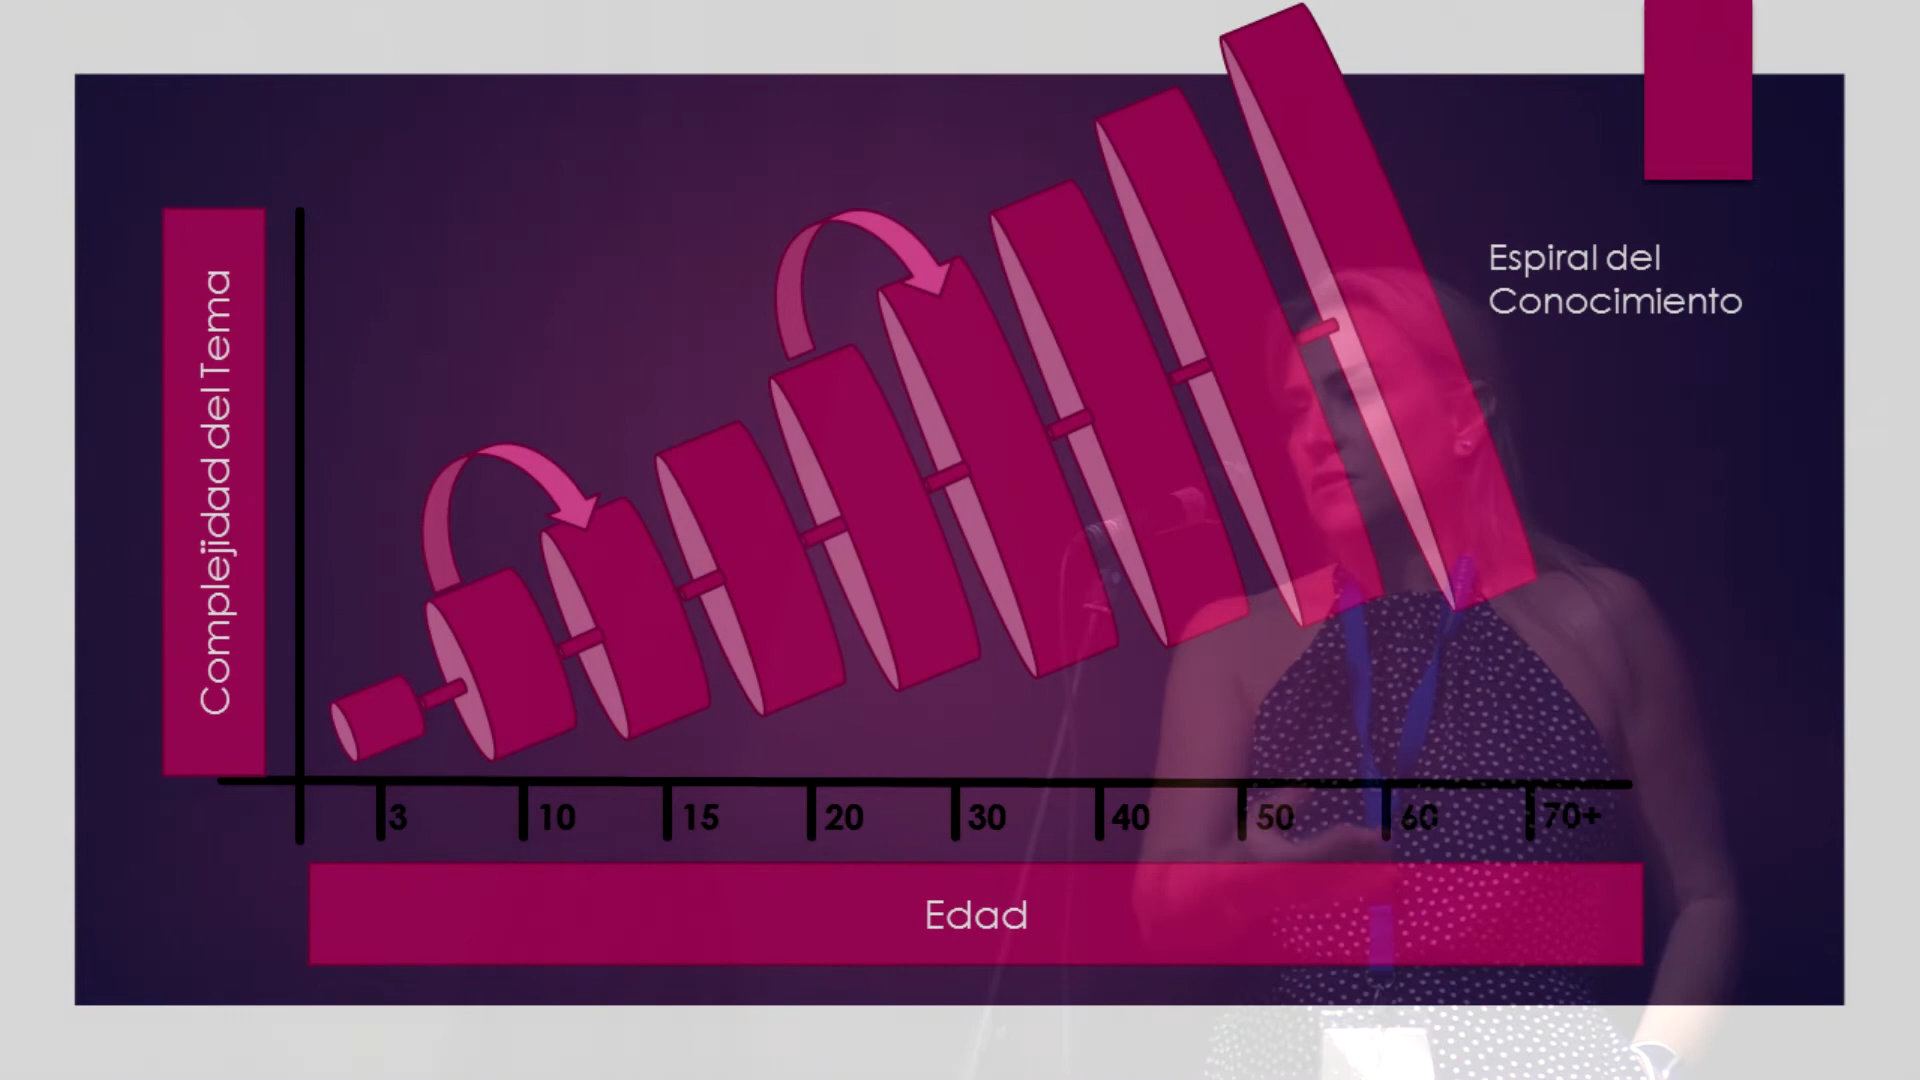 Espiral del
Conocimiento
Complejidad del Tema
3 10 15 20 30 40 50 60 70+
Edad